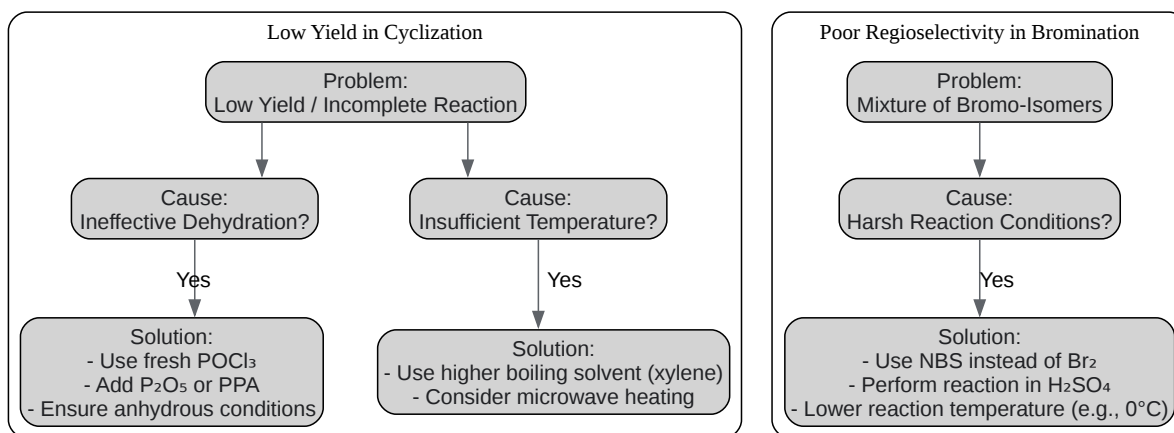 Low Yield in Cyclization
Problem:
Low Yield / Incomplete Reaction
Cause:
Ineffective Dehydration?
Cause:
Insufficient Temperature?
Yes
Yes
Solution:
- Use fresh POCl₃
- Add P₂O₅ or PPA
- Ensure anhydrous conditions
Solution:
- Use higher boiling solvent (xylene)
- Consider microwave heating
Poor Regioselectivity in Bromination
Problem:
Mixture of Bromo-Isomers
Cause:
Harsh Reaction Conditions?
Yes
Solution:
- Use NBS instead of Br₂
- Perform reaction in H₂SO₄
- Lower reaction temperature (e.g., 0°C)